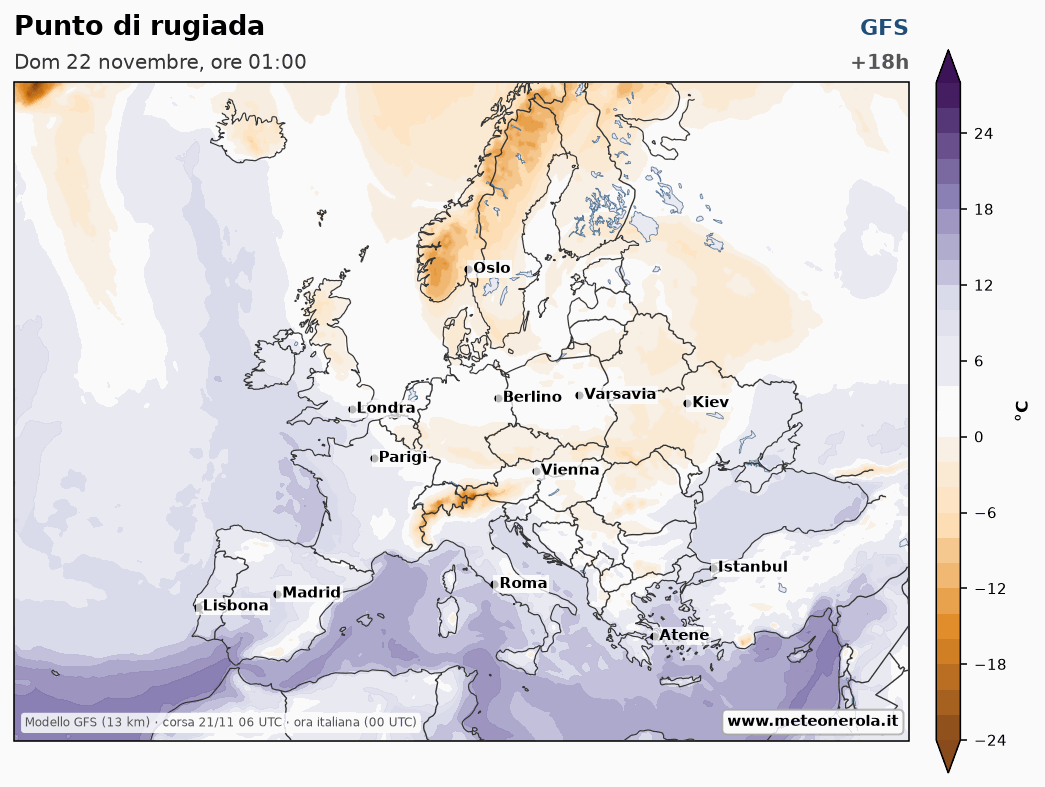 Punto di rugiada
GFS
Dom 22 novembre, ore 01:00
+18h
Oslo
Londra
Berlino
Varsavia
Kiev
Parigi
Vienna
Istanbul
Madrid
Roma
Lisbona
Atene
Modello GFS (13 km) · corsa 21/11 06 UTC · ora italiana (00 UTC)
www.meteonerola.it
24
18
12
6
0
−6
−12
−18
−24
°C